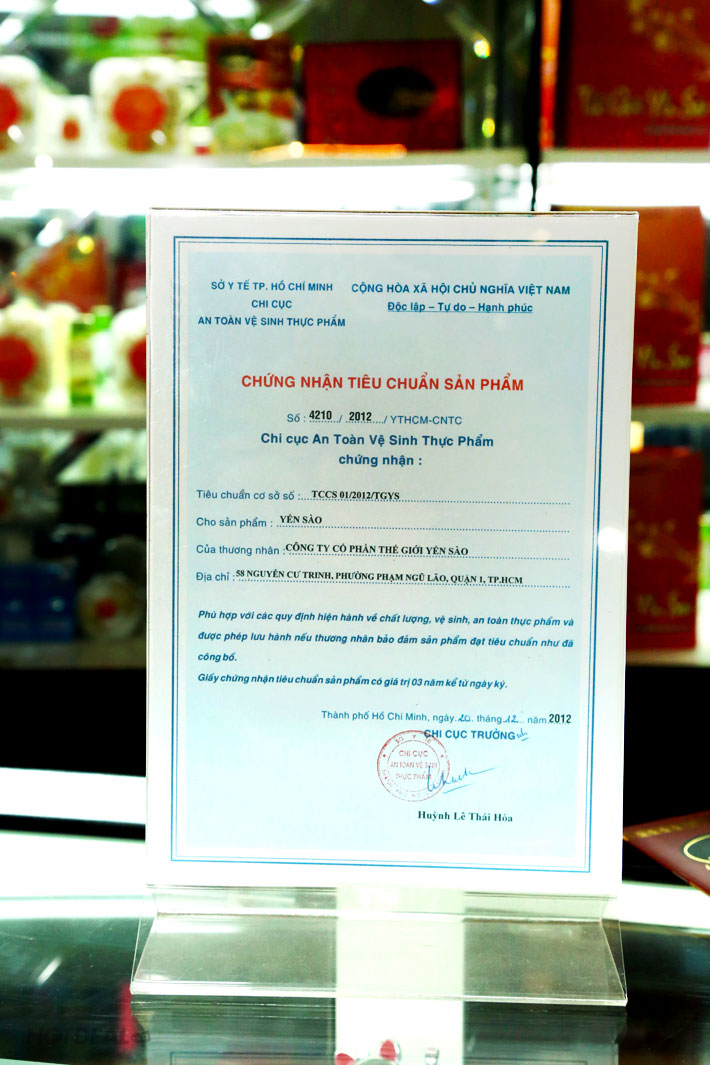 SỞ Y TẾ TP. HỒ CHÍ MINH
CHI CỤC
AN TOÀN VỆ SINH THỰC PHẨM
CỘNG HÒA XÃ HỘI CHỦ NGHĨA VIỆT NAM
Độc lập – Tự do – Hạnh phúc
CHỨNG NHẬN TIÊU CHUẨN SẢN PHẨM
Số : 4210 / 2012 / YTHCM-CNTC
Chi cục An Toàn Vệ Sinh Thực Phẩm
chứng nhận :
Tiêu chuẩn cơ sở số : TCCS 01/2012/TGYS
Cho sản phẩm : YẾN SÀO
Của thương nhân : CÔNG TY CỔ PHẦN THẾ GIỚI YẾN SÀO
Địa chỉ : 58 NGUYỄN CƯ TRINH, PHƯỜNG PHẠM NGŨ LÃO, QUẬN 1, TP.HCM
Phù hợp với các quy định hiện hành về chất lượng, vệ sinh, an toàn thực phẩm và
được phép lưu hành nếu thương nhân bảo đảm sản phẩm đạt tiêu chuẩn như đã
công bố.
Giấy chứng nhận tiêu chuẩn sản phẩm có giá trị 03 năm kể từ ngày ký.
Thành phố Hồ Chí Minh, ngày 20 tháng 12 năm 2012
CHI CỤC TRƯỞNG
SỞ Y TẾ
CHI CỤC
AN TOÀN VỆ SINH
THỰC PHẨM
Huỳnh Lê Thái Hòa